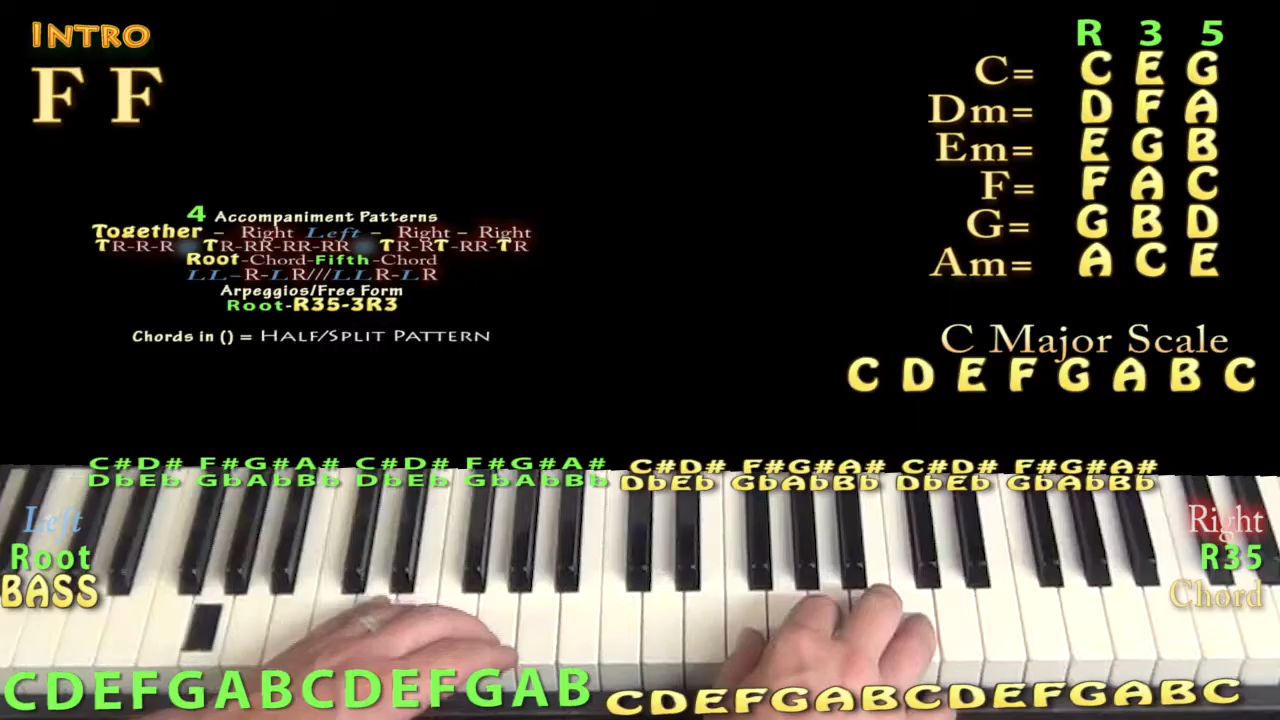 INTRO
F F
R 3 5
C= C E G
Dm= D F A
Em= E G B
F= F A C
G= G B D
Am= A C E
4 Accompaniment Patterns
Together - Right Left - Right - Right
TR-R-R TR-RR-RR-RR TR-RT-RR-TR
Root-Chord-Fifth-Chord
LL-R-LR///LLR-LR
Arpeggios/Free Form
Root-R35-3R3
Chords in () = HALF/SPLIT PATTERN
C Major Scale
C D E F G A B C
C#D# F#G#A# C#D# F#G#A# C#D# F#G#A# C#D# F#G#A#
DbEb GbAbBb DbEb GbAbBb DbEb GbAbBb DbEb GbAbBb
Left
Root
BASS
Right
R35
Chord
CDEFGABCDEFGAB CDEFGABCDEFGABC